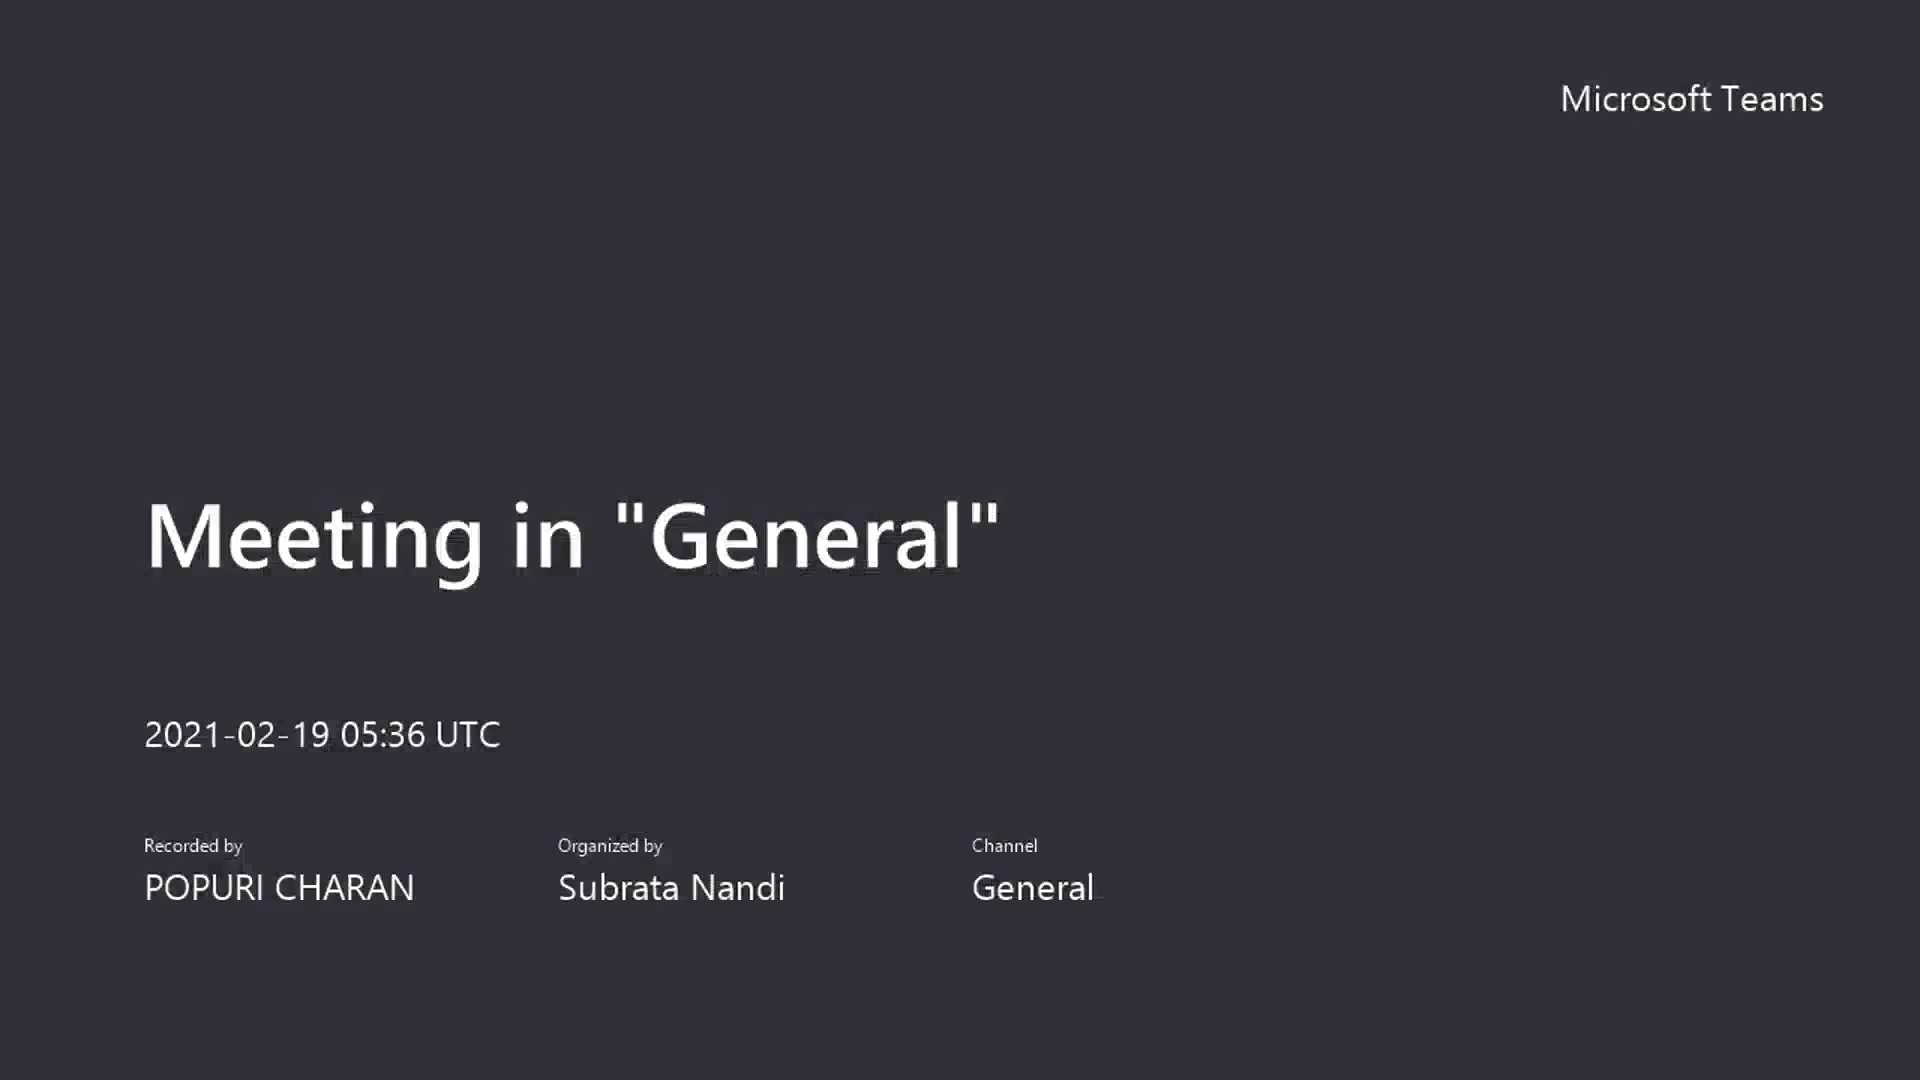 Microsoft Teams
Meeting in "General"
2021-02-19 05:36 UTC
Recorded by
POPURI CHARAN
Organized by
Subrata Nandi
Channel
General